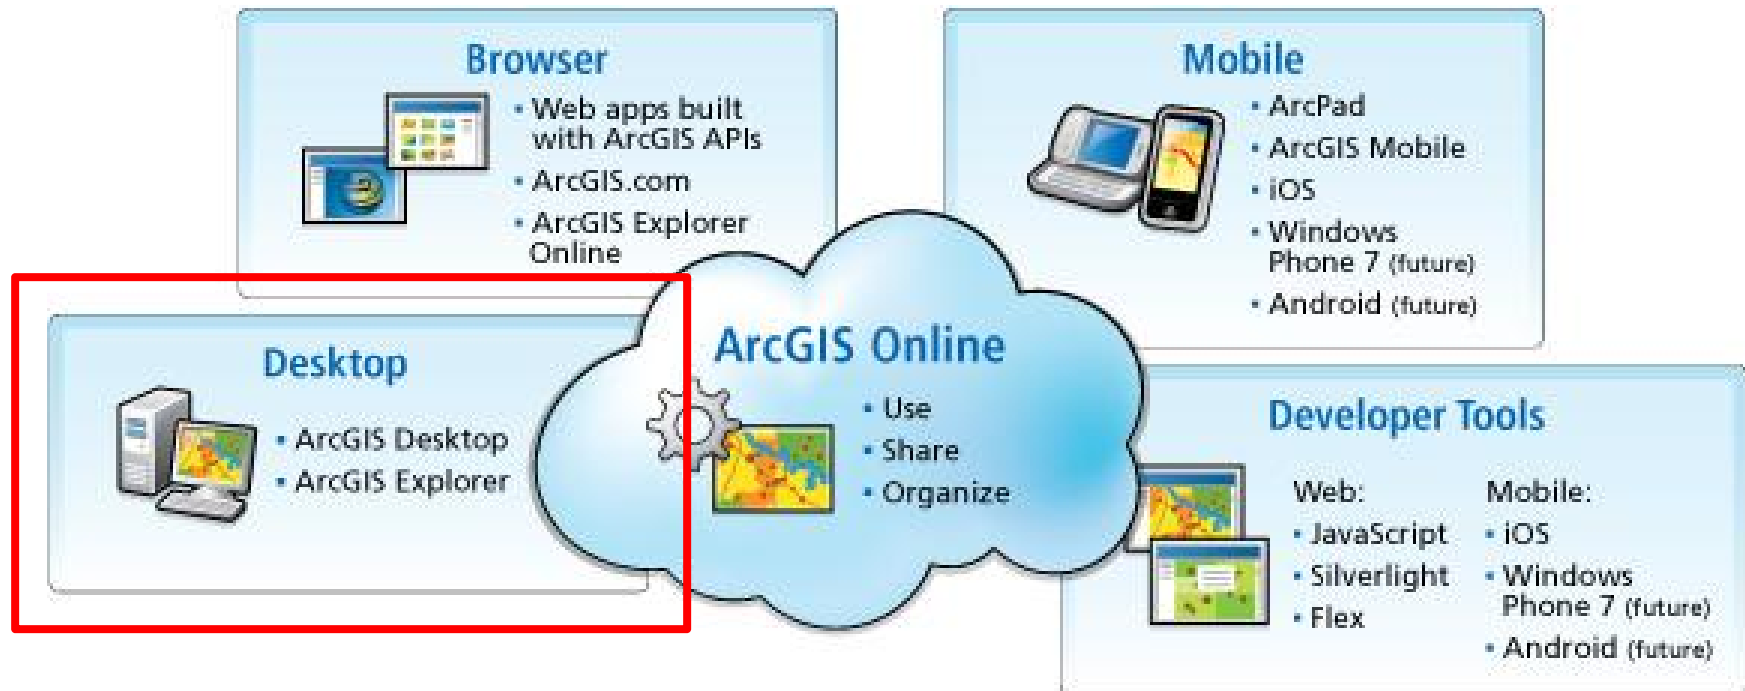 Browser
• Web apps built
with ArcGIS APIs
• ArcGIS.com
• ArcGIS Explorer
Online
Mobile
• ArcPad
• ArcGIS Mobile
• iOS
• Windows
Phone 7 (future)
• Android (future)
Desktop
• ArcGIS Desktop
• ArcGIS Explorer
ArcGIS Online
• Use
• Share
• Organize
Developer Tools
Web:
• JavaScript
• Silverlight
• Flex
Mobile:
• iOS
• Windows
Phone 7 (future)
• Android (future)